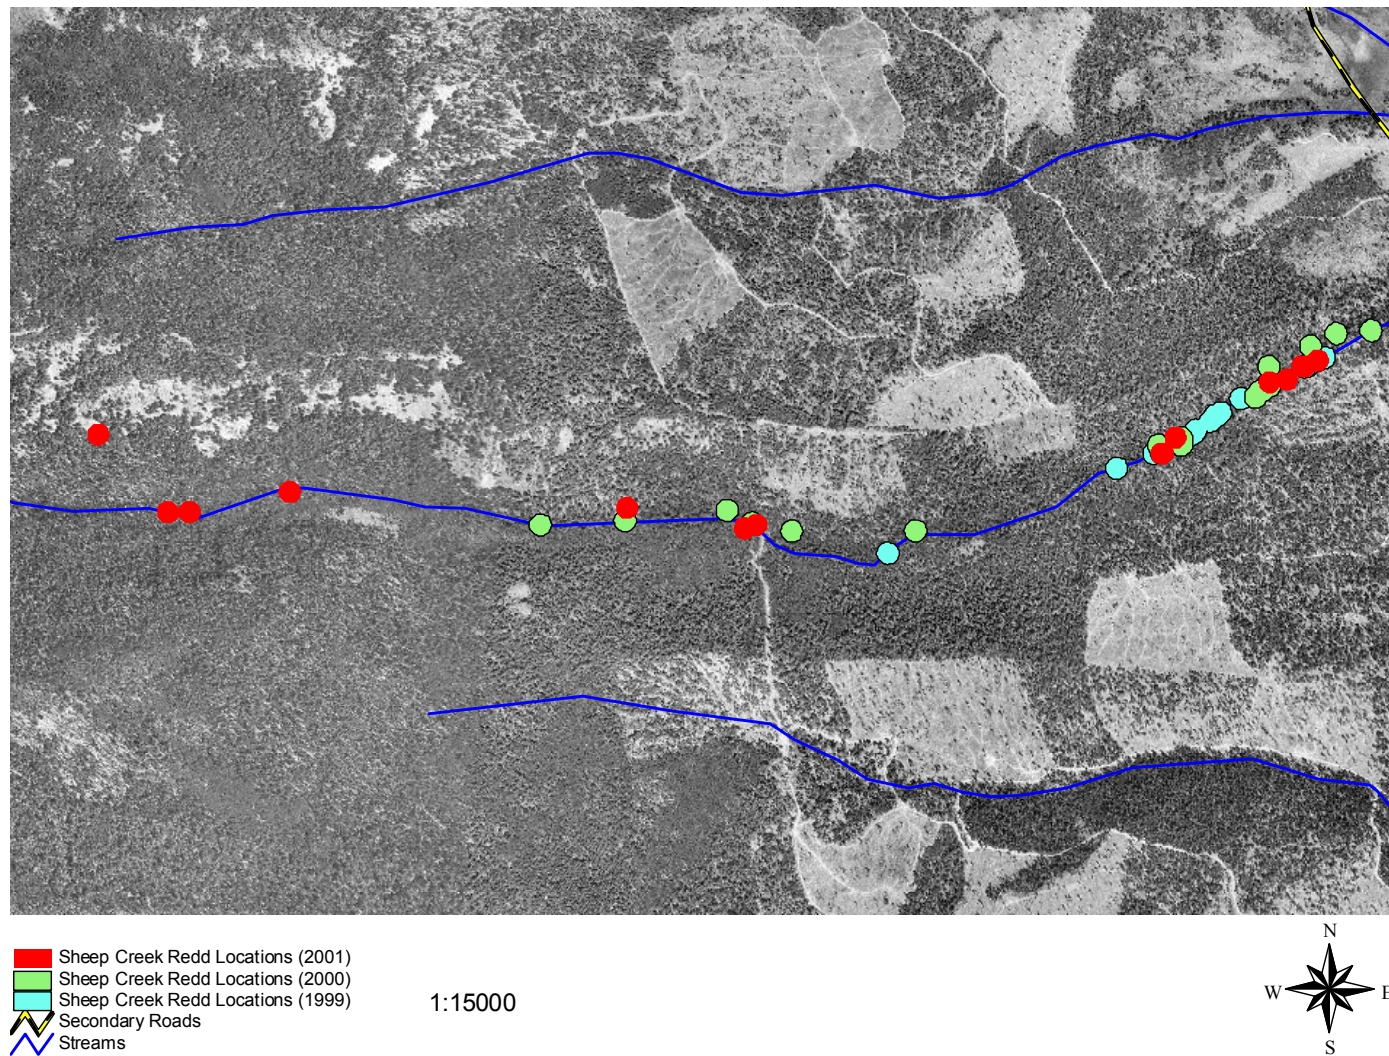 Sheep Creek Redd Locations (2001)
Sheep Creek Redd Locations (2000)
Sheep Creek Redd Locations (1999)
Secondary Roads
Streams
1:15000
N
W E
S